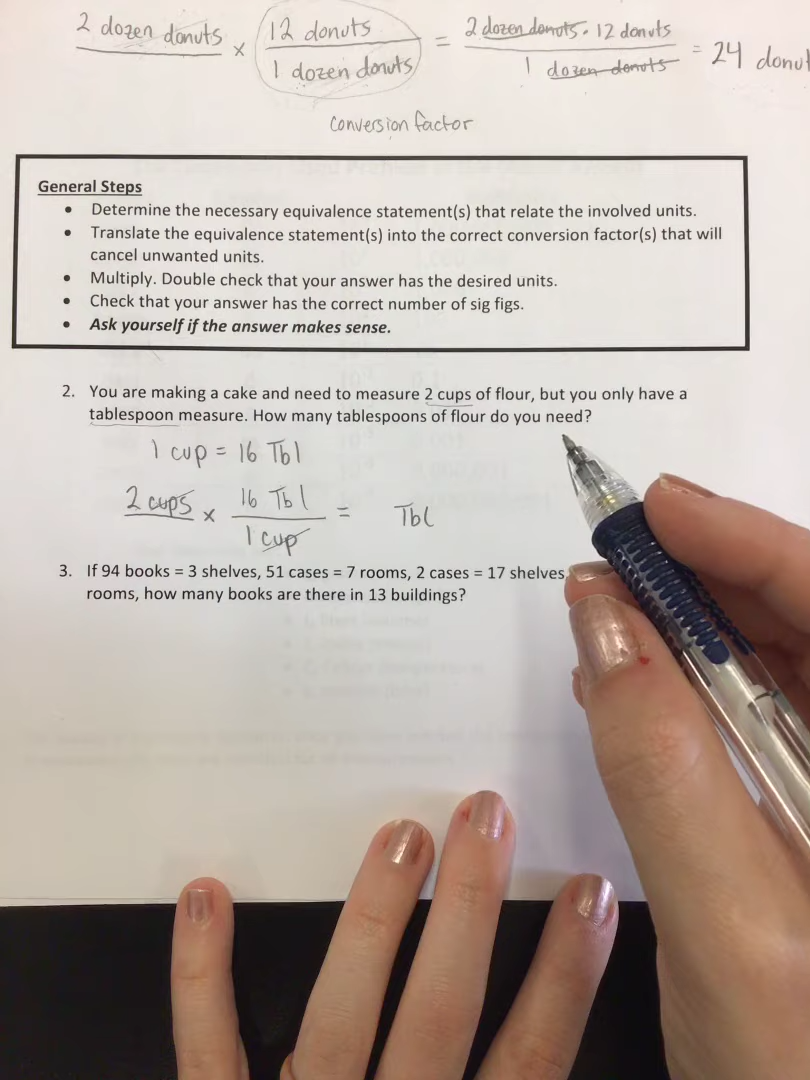 2 dozen donuts × 12 donuts / 1 dozen donuts = 2 dozen donuts · 12 donuts / 1 dozen donuts = 24 donut
conversion factor
General Steps
• Determine the necessary equivalence statement(s) that relate the involved units.
• Translate the equivalence statement(s) into the correct conversion factor(s) that will
cancel unwanted units.
• Multiply. Double check that your answer has the desired units.
• Check that your answer has the correct number of sig figs.
• Ask yourself if the answer makes sense.
2. You are making a cake and need to measure 2 cups of flour, but you only have a
tablespoon measure. How many tablespoons of flour do you need?
1 cup = 16 Tbl
2 cups × 16 Tbl / 1 cup = Tbl
3. If 94 books = 3 shelves, 51 cases = 7 rooms, 2 cases = 17 shelves
rooms, how many books are there in 13 buildings?